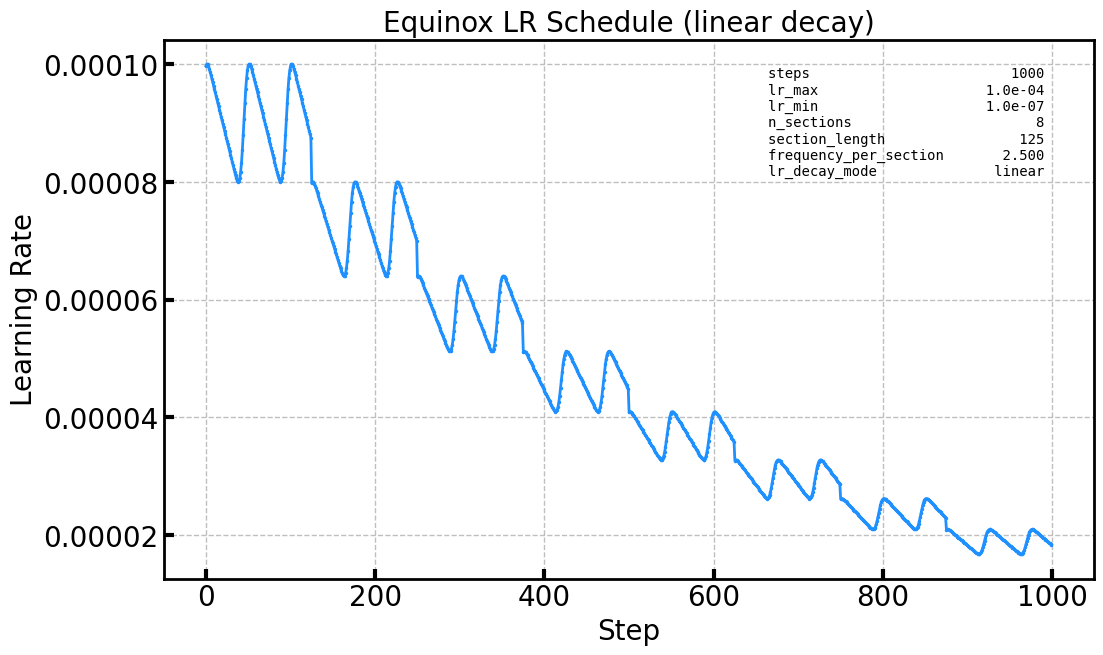 Equinox LR Schedule (linear decay)
steps 1000
lr_max 1.0e-04
lr_min 1.0e-07
n_sections 8
section_length 125
frequency_per_section 2.500
lr_decay_mode linear
Learning Rate
0.00010
0.00008
0.00006
0.00004
0.00002
0 200 400 600 800 1000
Step